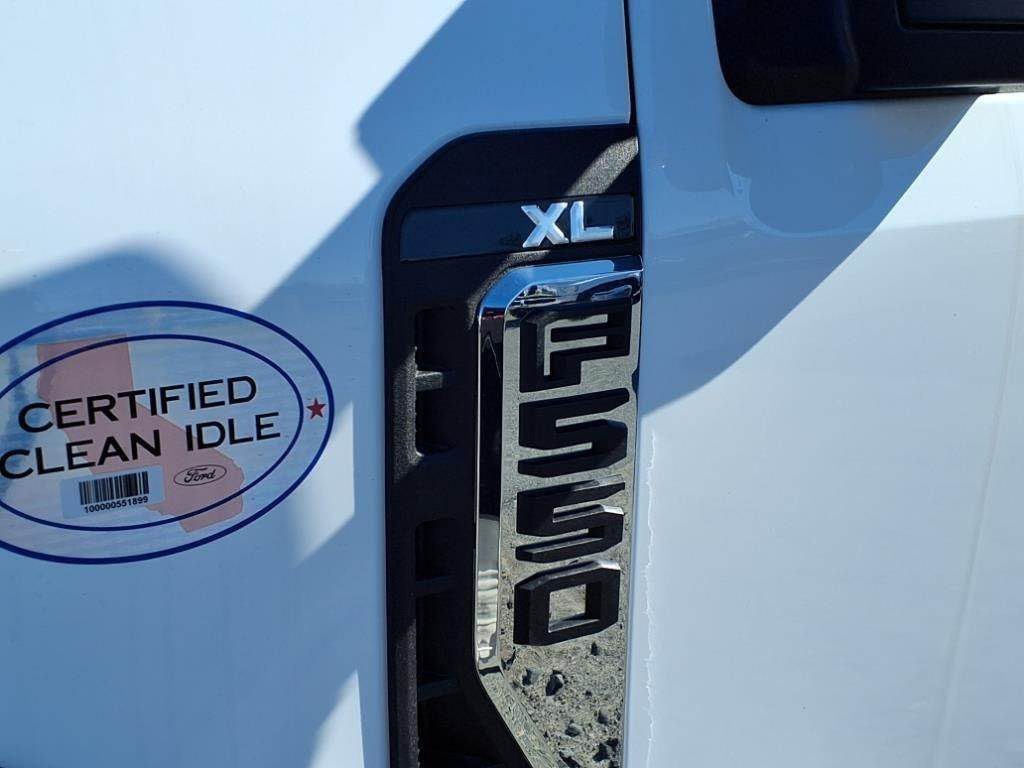 CERTIFIED
CLEAN IDLE
Ford
100000551899
XL
F550